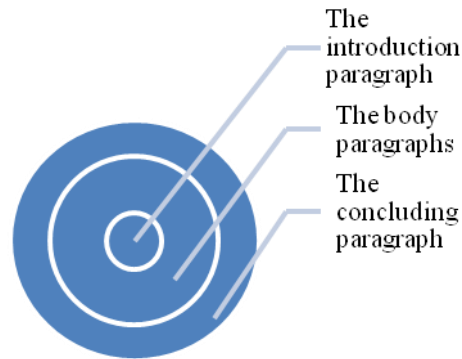 The
introduction
paragraph
The body
paragraphs
The
concluding
paragraph